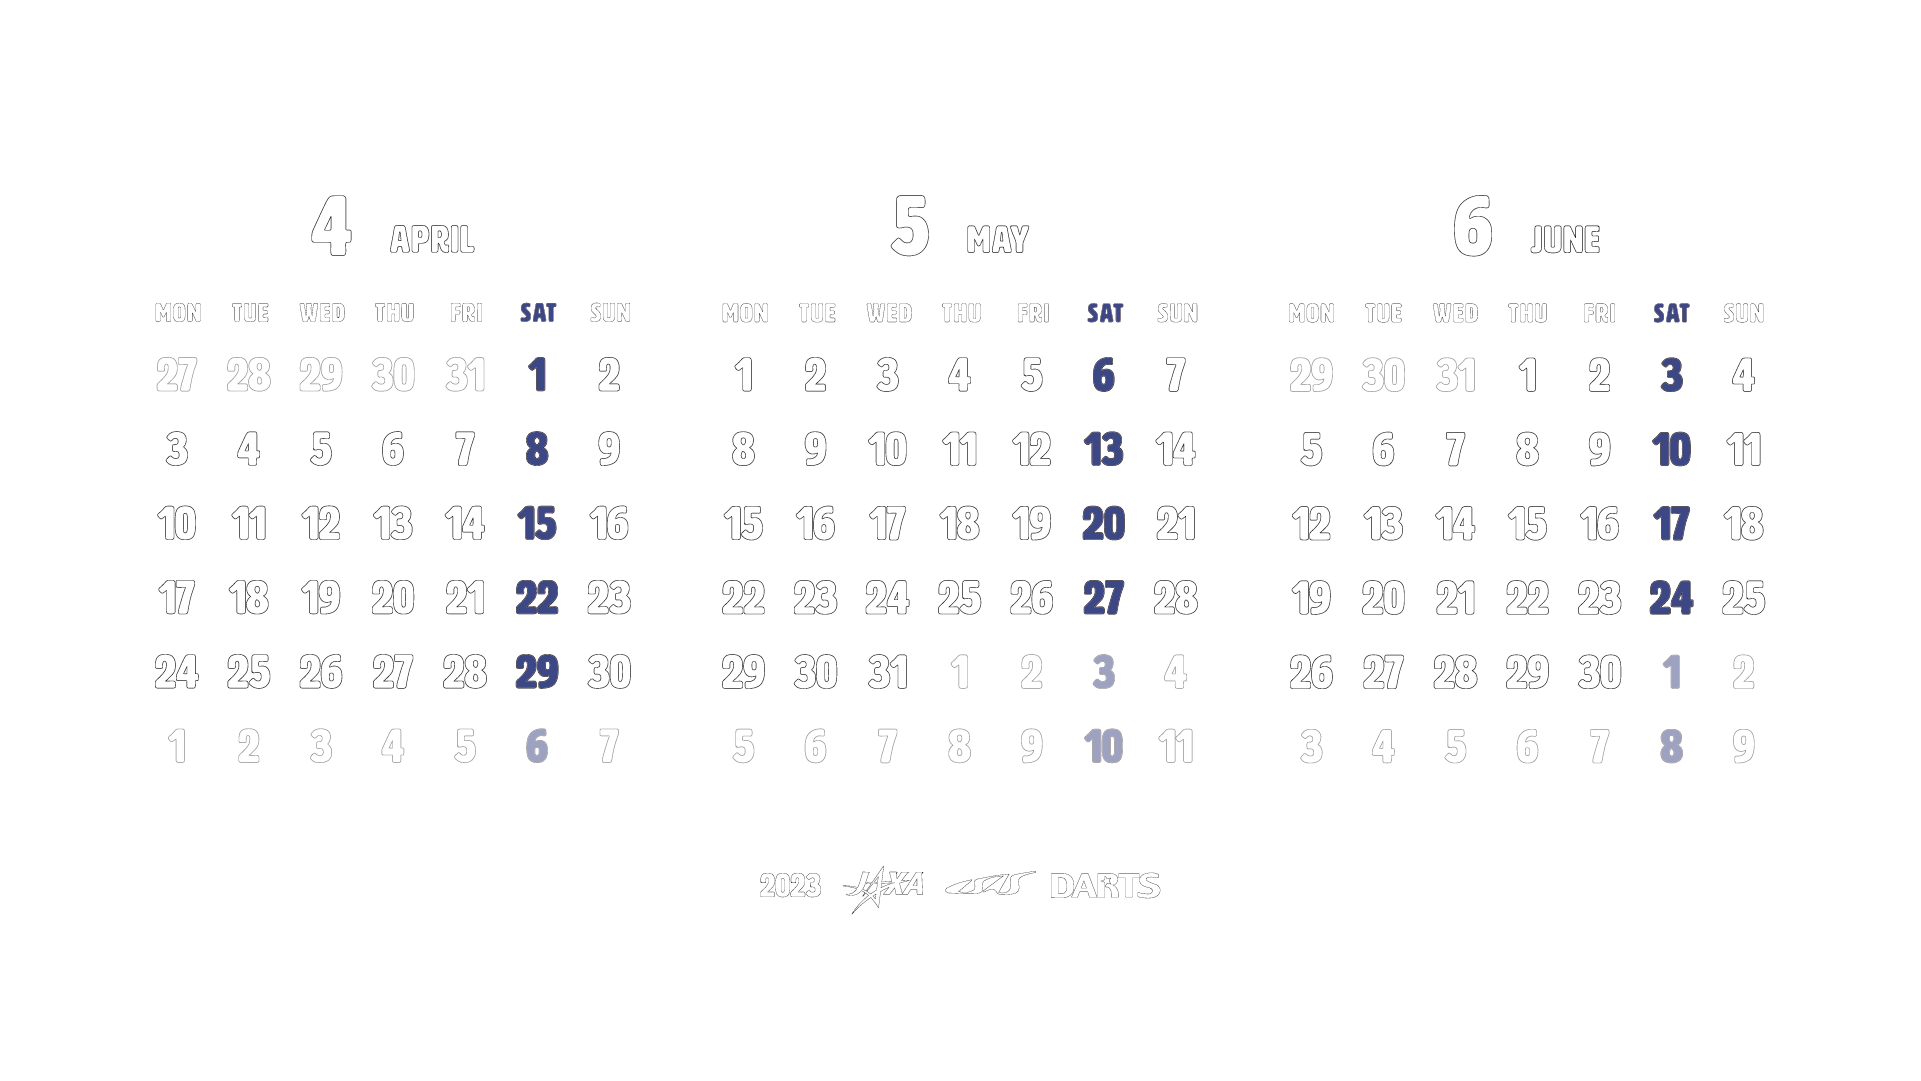 4 APRIL
MON TUE WED THU FRI SAT SUN
27 28 29 30 31 1 2
3 4 5 6 7 8 9
10 11 12 13 14 15 16
17 18 19 20 21 22 23
24 25 26 27 28 29 30
1 2 3 4 5 6 7
5 MAY
MON TUE WED THU FRI SAT SUN
1 2 3 4 5 6 7
8 9 10 11 12 13 14
15 16 17 18 19 20 21
22 23 24 25 26 27 28
29 30 31 1 2 3 4
5 6 7 8 9 10 11
6 JUNE
MON TUE WED THU FRI SAT SUN
29 30 31 1 2 3 4
5 6 7 8 9 10 11
12 13 14 15 16 17 18
19 20 21 22 23 24 25
26 27 28 29 30 1 2
3 4 5 6 7 8 9
2023 JAXA ISAS DARTS